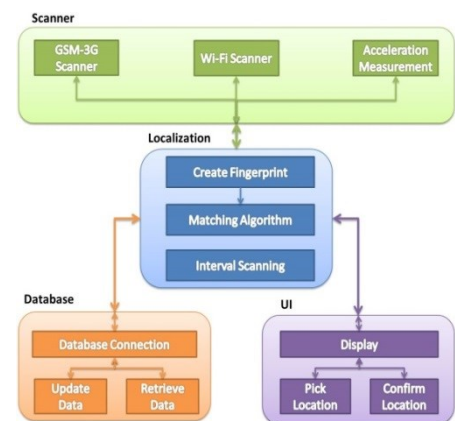 Scanner
GSM-3G
Scanner
Wi-Fi Scanner
Acceleration
Measurement
Localization
Create Fingerprint
Matching Algorithm
Interval Scanning
Database
Database Connection
Update
Data
Retrieve
Data
UI
Display
Pick
Location
Confirm
Location